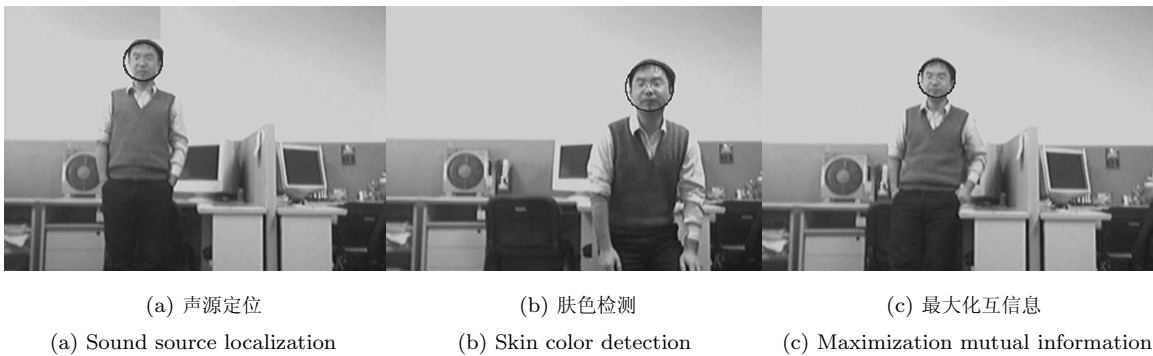 (a) 声源定位
(b) 肤色检测
(c) 最大化互信息
(a) Sound source localization
(b) Skin color detection
(c) Maximization mutual information